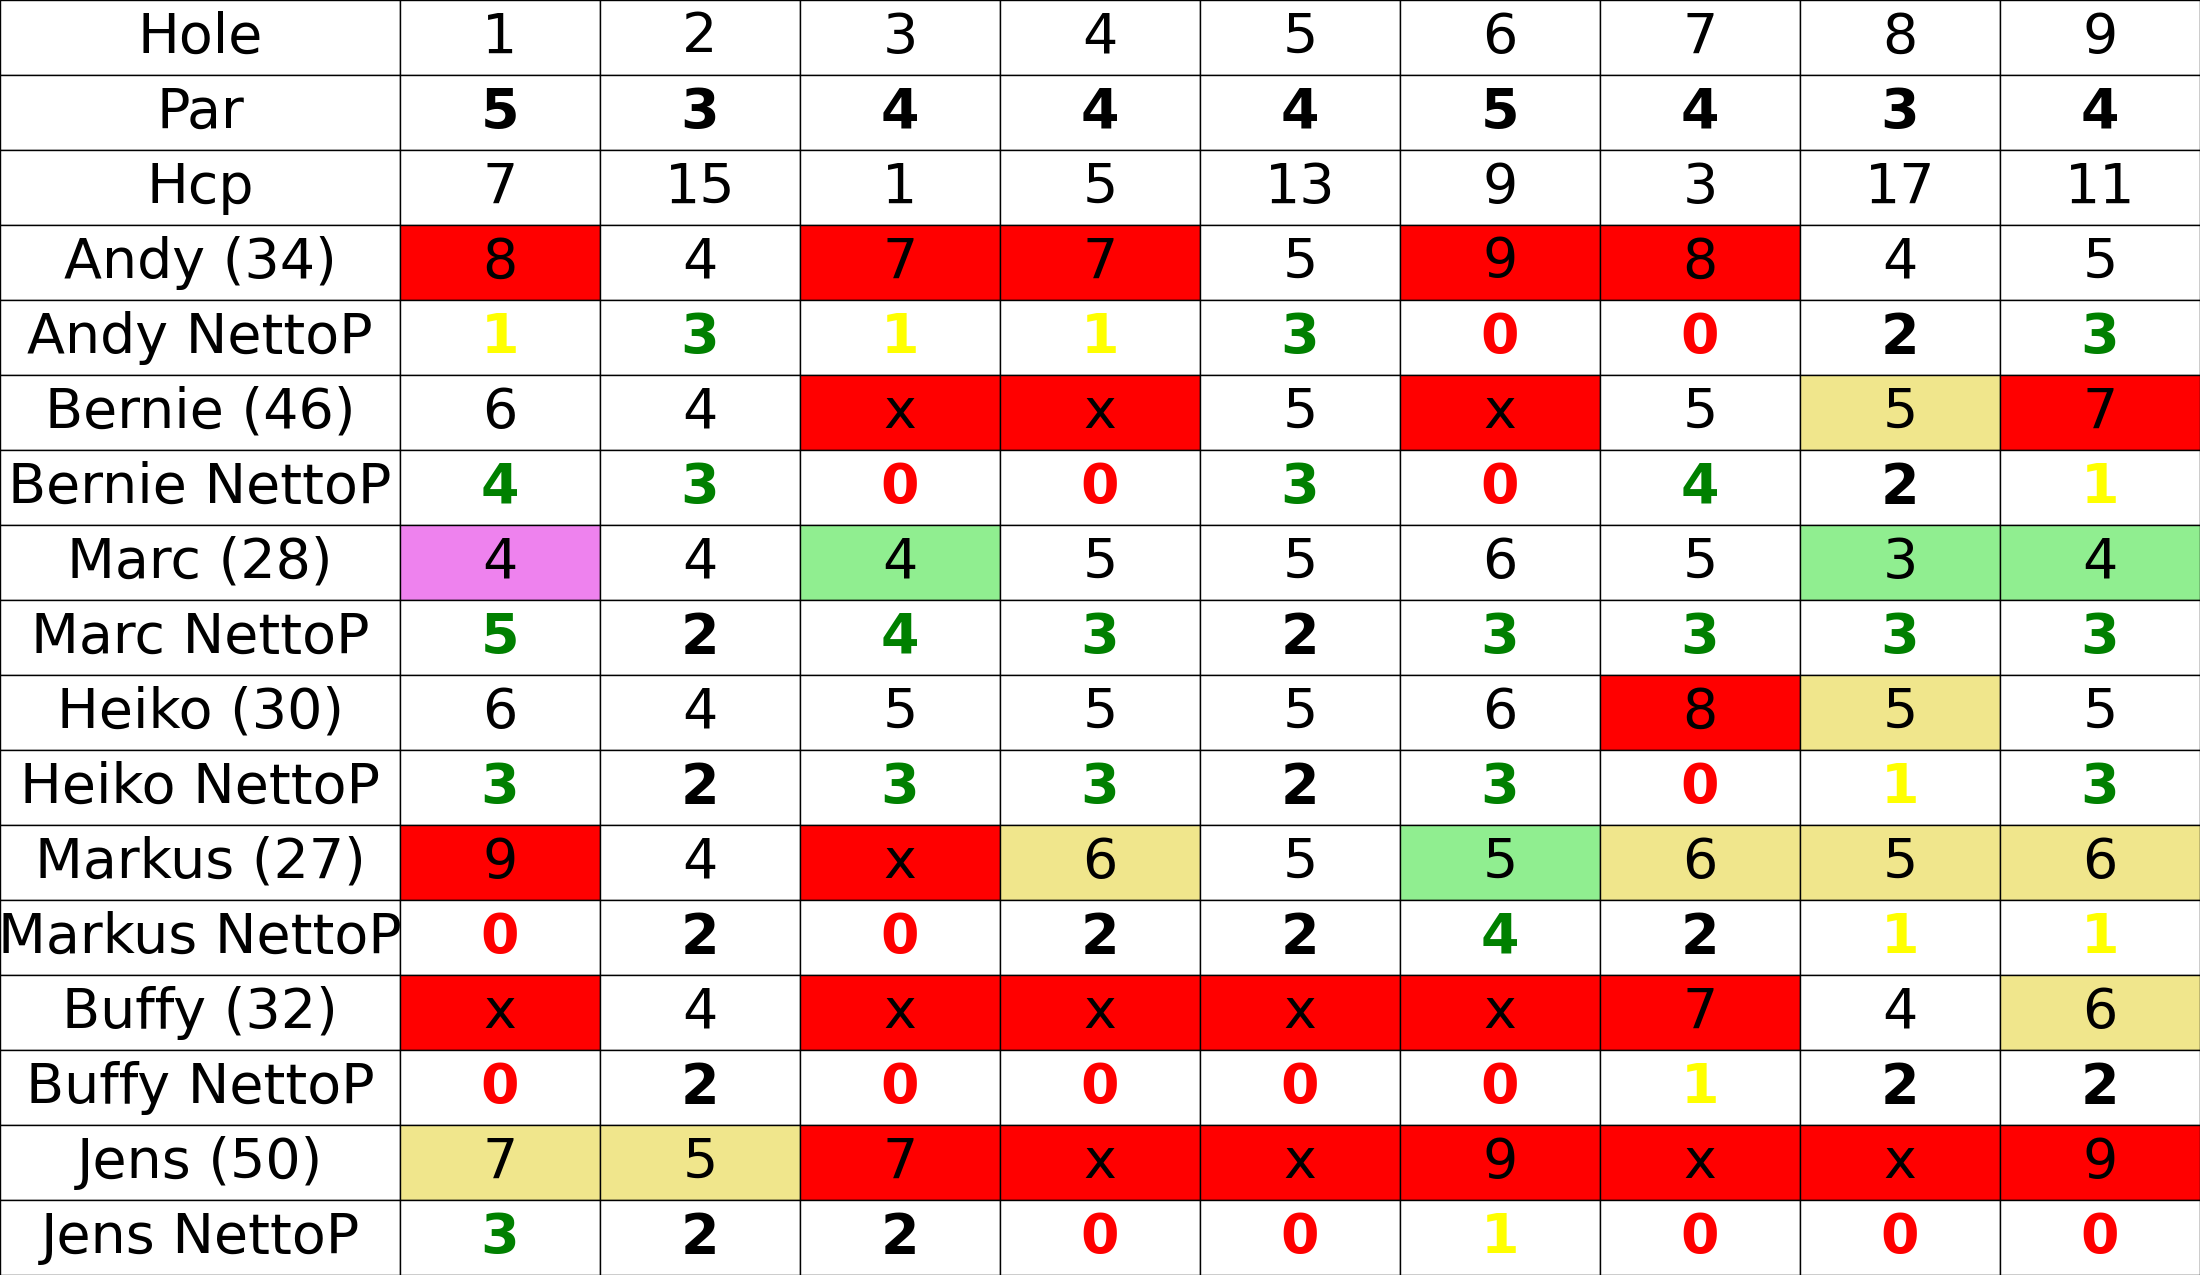 Hole 1 2 3 4 5 6 7 8 9
Par 5 3 4 4 4 5 4 3 4
Hcp 7 15 1 5 13 9 3 17 11
Andy (34) 8 4 7 7 5 9 8 4 5
Andy NettoP 1 3 1 1 3 0 0 2 3
Bernie (46) 6 4 x x 5 x 5 5 7
Bernie NettoP 4 3 0 0 3 0 4 2 1
Marc (28) 4 4 4 5 5 6 5 3 4
Marc NettoP 5 2 4 3 2 3 3 3 3
Heiko (30) 6 4 5 5 5 6 8 5 5
Heiko NettoP 3 2 3 3 2 3 0 1 3
Markus (27) 9 4 x 6 5 5 6 5 6
Markus NettoP 0 2 0 2 2 4 2 1 1
Buffy (32) x 4 x x x x 7 4 6
Buffy NettoP 0 2 0 0 0 0 1 2 2
Jens (50) 7 5 7 x x 9 x x 9
Jens NettoP 3 2 2 0 0 1 0 0 0